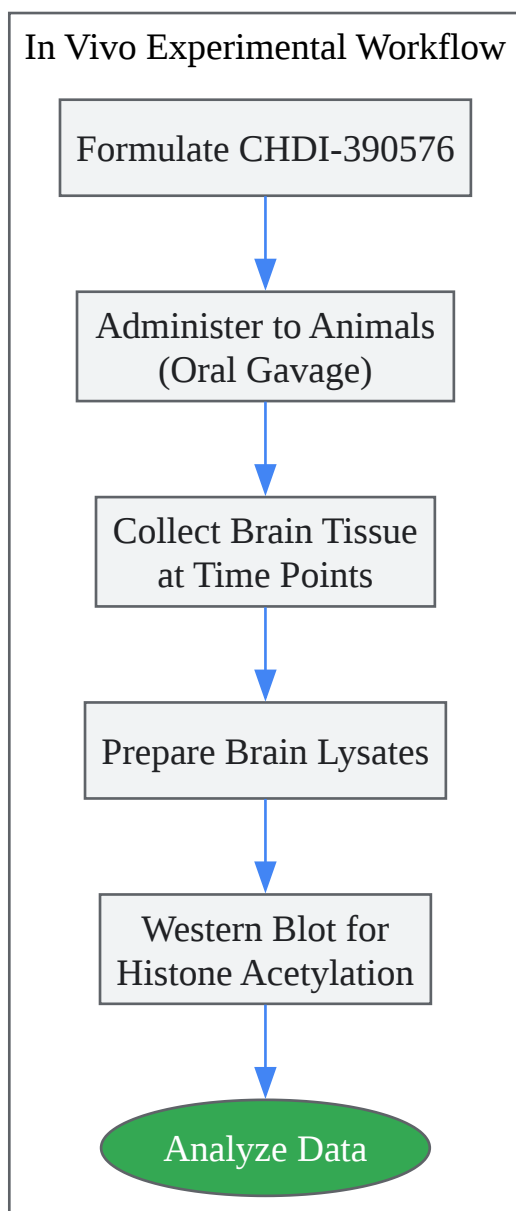 In Vivo Experimental Workflow
Formulate CHDI-390576
Administer to Animals
(Oral Gavage)
Collect Brain Tissue
at Time Points
Prepare Brain Lysates
Western Blot for
Histone Acetylation
Analyze Data